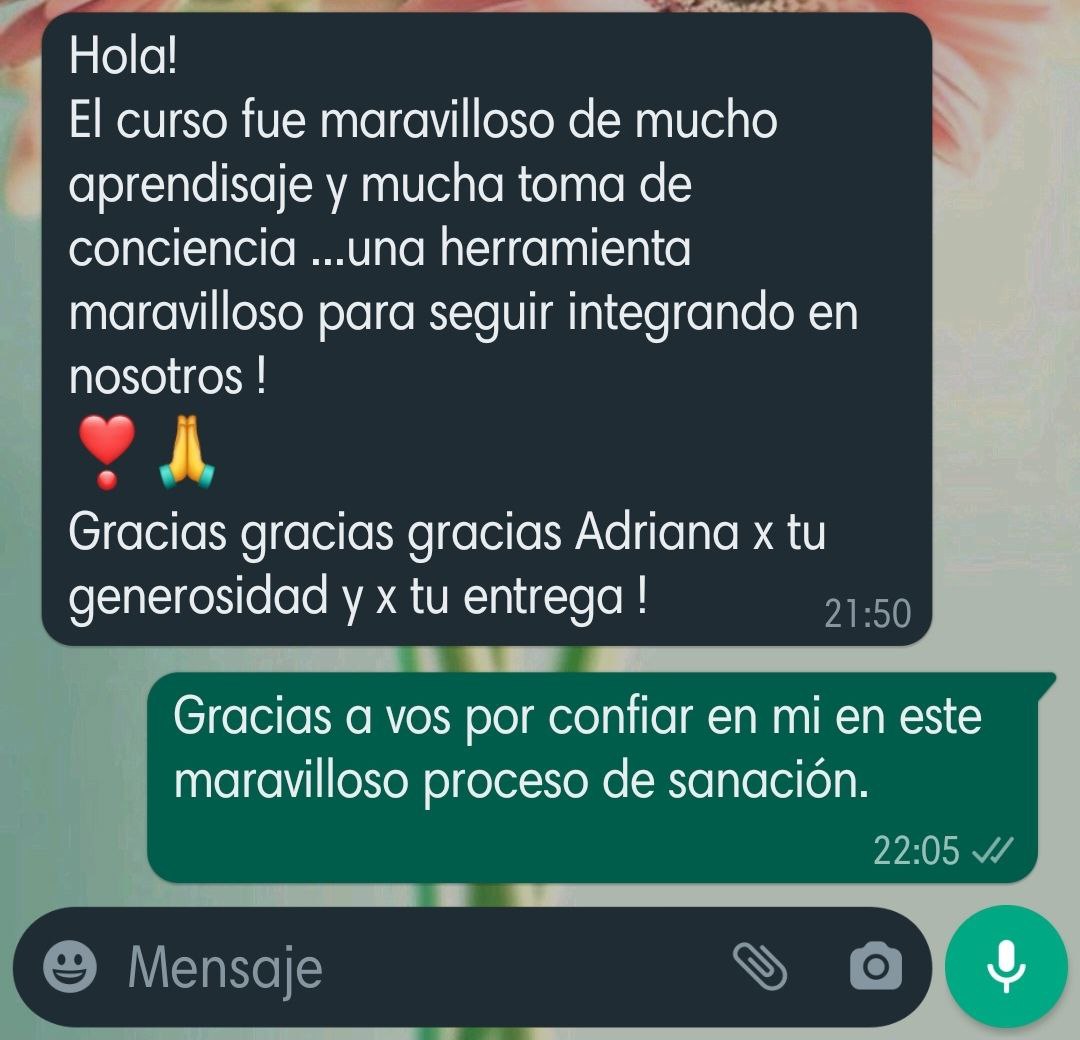 Hola!
El curso fue maravilloso de mucho
aprendisaje y mucha toma de
conciencia ...una herramienta
maravilloso para seguir integrando en
nosotros !
❣️🙏
Gracias gracias gracias Adriana x tu
generosidad y x tu entrega !
21:50
Gracias a vos por confiar en mi en este
maravilloso proceso de sanación.
22:05
Mensaje